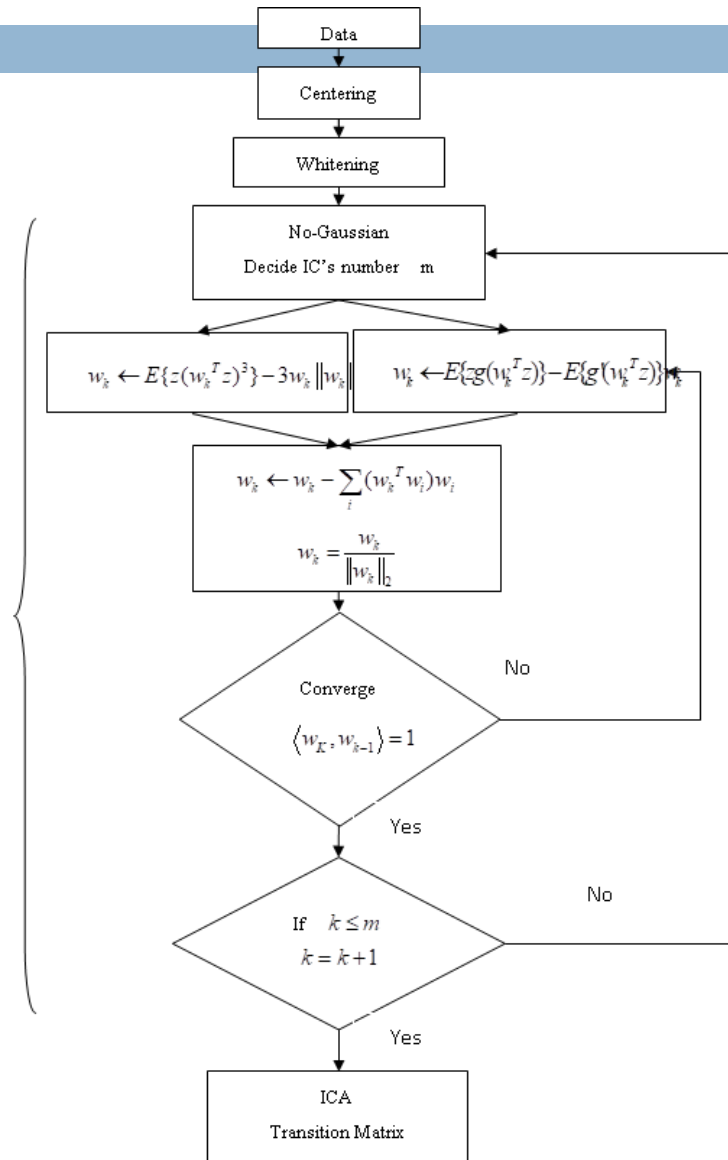 Data
Centering
Whitening
No-Gaussian
Decide IC's number m
w_k ← E{z(w_k^T z)^3} − 3w_k ‖w_k‖
w_k ← E{zg(w_k^T z)} − E{g'(w_k^T z)}w_k
w_k ← w_k − ∑_i (w_k^T w_i)w_i
w_k = w_k / ‖w_k‖_2
No
Converge
⟨w_K, w_{k−1}⟩ = 1
Yes
No
If k ≤ m
k = k+1
Yes
ICA
Transition Matrix